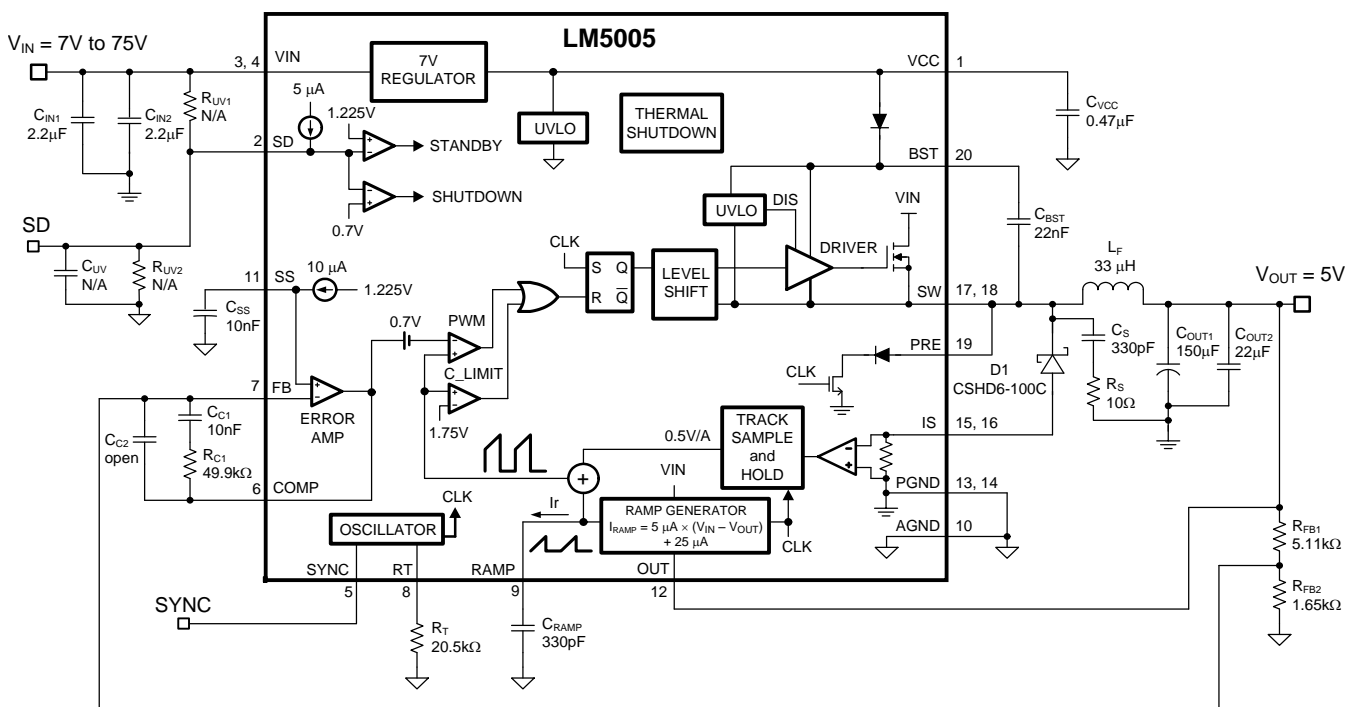 LM5005
V_IN = 7V to 75V
3, 4
VIN
7V
REGULATOR
VCC
1
C_IN1
2.2µF
C_IN2
2.2µF
R_UV1
N/A
5 µA
1.225V
UVLO
THERMAL
SHUTDOWN
C_VCC
0.47µF
2
SD
STANDBY
BST
20
SHUTDOWN
0.7V
UVLO
DIS
VIN
C_BST
22nF
SD
C_UV
N/A
R_UV2
N/A
CLK
S
Q
R
Q
LEVEL
SHIFT
DRIVER
L_F
33 µH
V_OUT = 5V
11
SS
10 µA
1.225V
SW
17, 18
C_SS
10nF
0.7V
PWM
PRE
19
C_S
330pF
C_OUT1
150µF
C_OUT2
22µF
CLK
D1
CSHD6-100C
R_S
10Ω
7
FB
C_LIMIT
ERROR
AMP
1.75V
C_C1
10nF
C_C2
open
R_C1
49.9kΩ
0.5V/A
TRACK
SAMPLE
and
HOLD
IS
15, 16
6
COMP
VIN
PGND
13, 14
CLK
OSCILLATOR
Ir
RAMP GENERATOR
I_RAMP = 5 µA × (V_IN – V_OUT)
+ 25 µA
CLK
AGND
10
R_FB1
5.11kΩ
SYNC
RT
RAMP
OUT
5
8
9
12
R_FB2
1.65kΩ
SYNC
R_T
20.5kΩ
C_RAMP
330pF